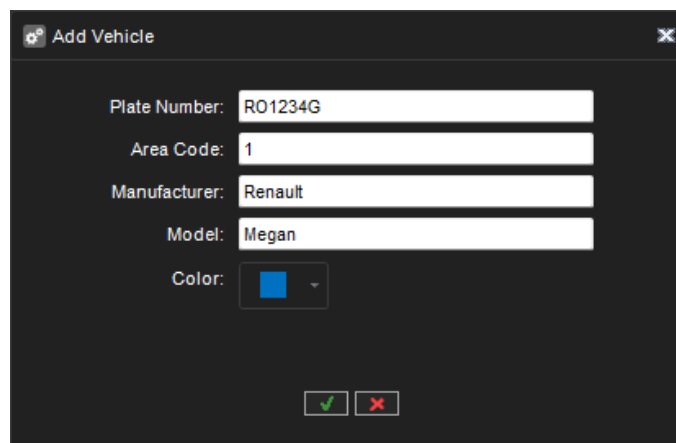 Add Vehicle
Plate Number: RO1234G
Area Code: 1
Manufacturer: Renault
Model: Megan
Color: